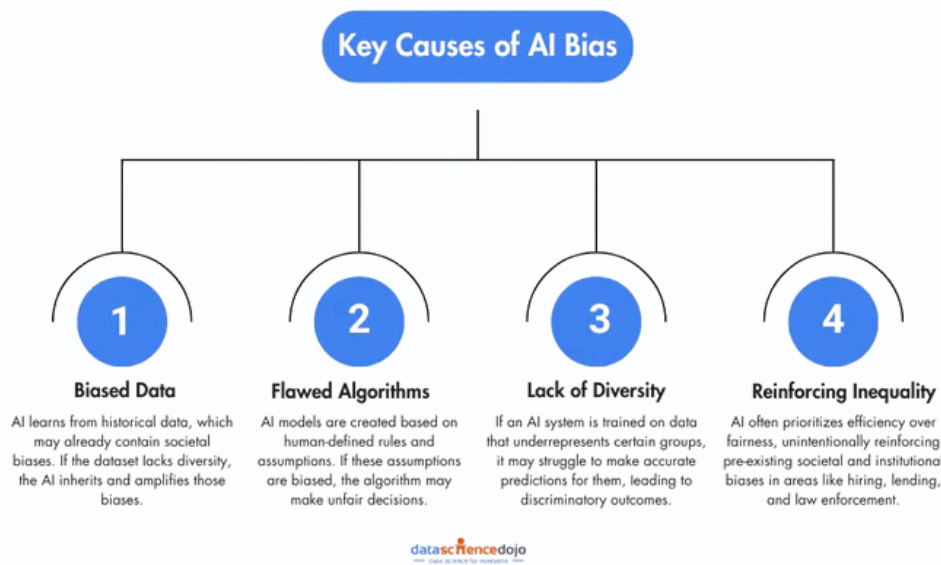 Key Causes of AI Bias
1
2
3
4
Biased Data
AI learns from historical data, which
may already contain societal
biases. If the dataset lacks diversity,
the AI inherits and amplifies those
biases.
Flawed Algorithms
AI models are created based on
human-defined rules and
assumptions. If these assumptions
are biased, the algorithm may
make unfair decisions.
Lack of Diversity
If an AI system is trained on data
that underrepresents certain groups,
it may struggle to make accurate
predictions for them, leading to
discriminatory outcomes.
Reinforcing Inequality
AI often prioritizes efficiency over
fairness, unintentionally reinforcing
pre-existing societal and institutional
biases in areas like hiring, lending,
and law enforcement.
datasciencedojo
data science for everyone